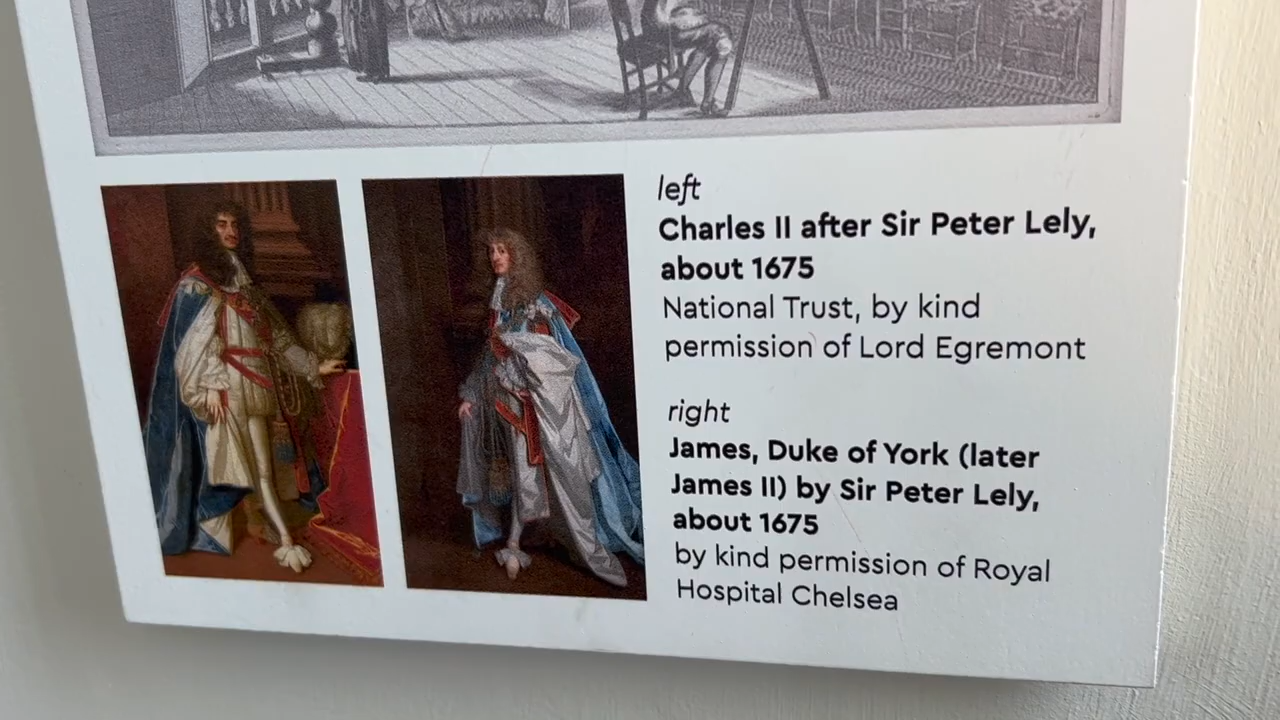 left
Charles II after Sir Peter Lely,
about 1675
National Trust, by kind
permission of Lord Egremont
right
James, Duke of York (later
James II) by Sir Peter Lely,
about 1675
by kind permission of Royal
Hospital Chelsea